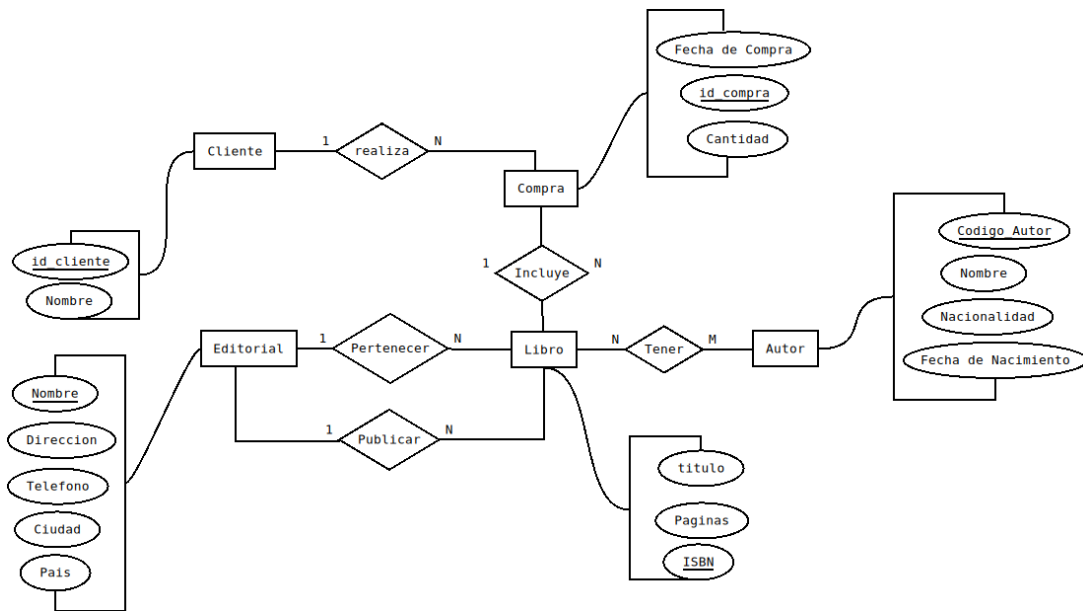 Fecha de Compra
id_compra
Cantidad
Cliente
1
realiza
N
Compra
Codigo_Autor
Nombre
Nacionalidad
Fecha de Nacimiento
id_cliente
Nombre
1
Incluye
N
Editorial
1
Pertenecer
N
Libro
N
Tener
M
Autor
1
Publicar
N
Nombre
Direccion
Telefono
Ciudad
Pais
titulo
Paginas
ISBN